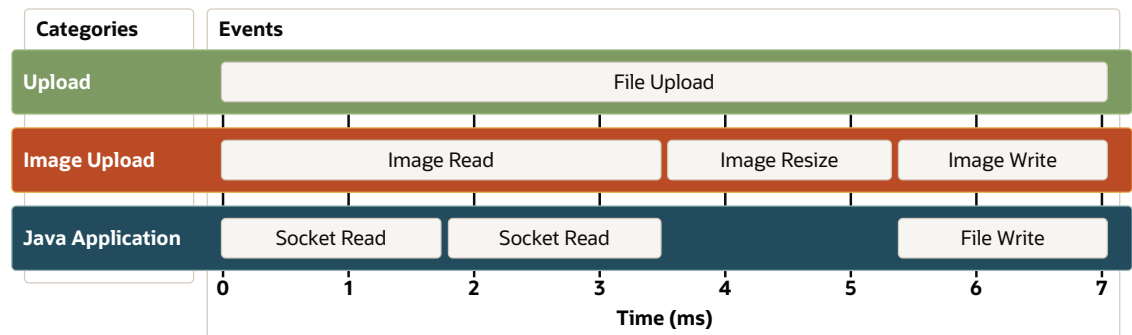 Categories Events
Upload File Upload
Image Upload Image Read Image Resize Image Write
Java Application Socket Read Socket Read File Write
0 1 2 3 4 5 6 7
Time (ms)